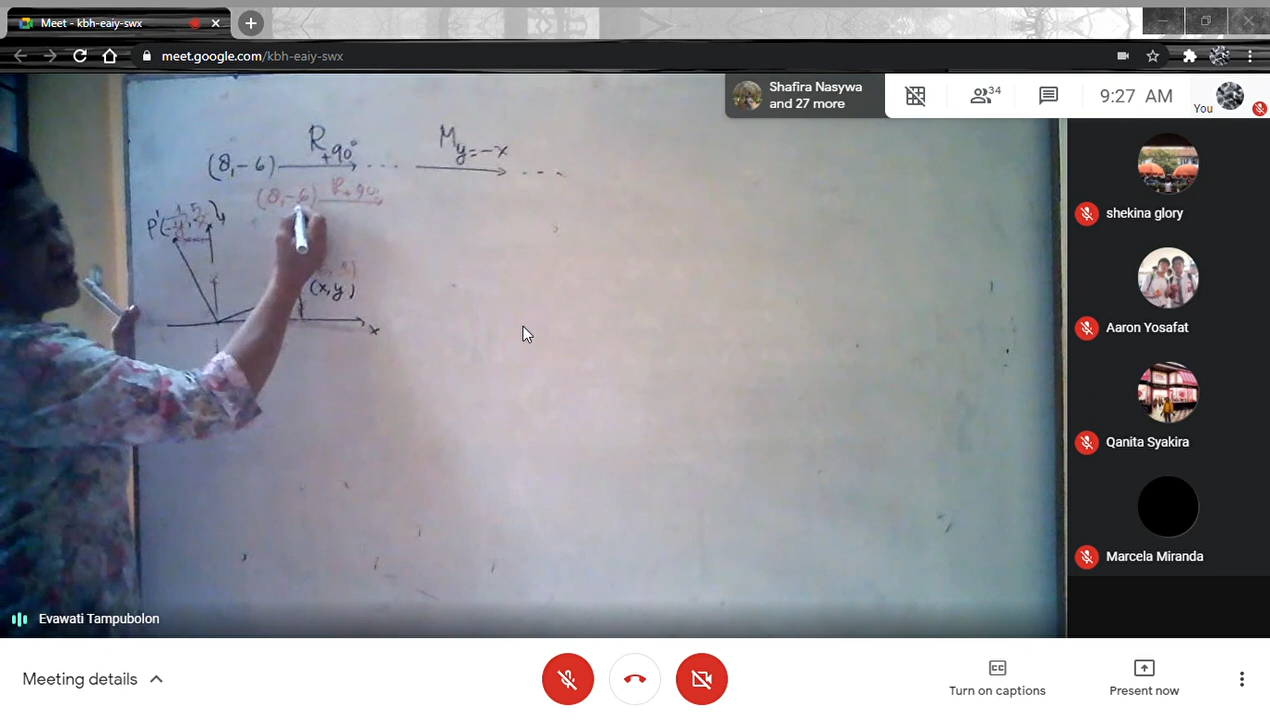 Meet - kbh-eaiy-swx
meet.google.com/kbh-eaiy-swx
Shafira Nasywa
and 27 more
34
9:27 AM
You
(8,-6) R+90° ... My=-x ...
(8,-6) R+90°
P'(-y, x)
(x,y)
x
shekina glory
Aaron Yosafat
Qanita Syakira
Marcela Miranda
Evawati Tampubolon
Meeting details
Turn on captions
Present now